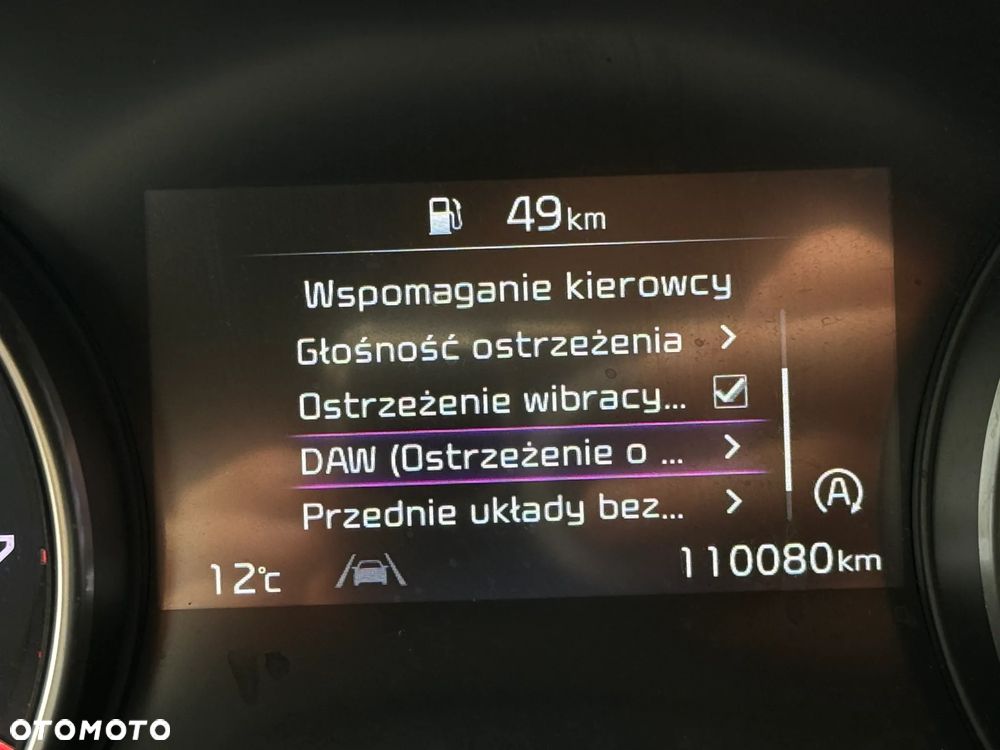 49km
Wspomaganie kierowcy
Głośność ostrzeżenia >
Ostrzeżenie wibracy...
DAW (Ostrzeżenie o ... >
Przednie układy bez... >
A
12°C
110080km
OTOMOTO